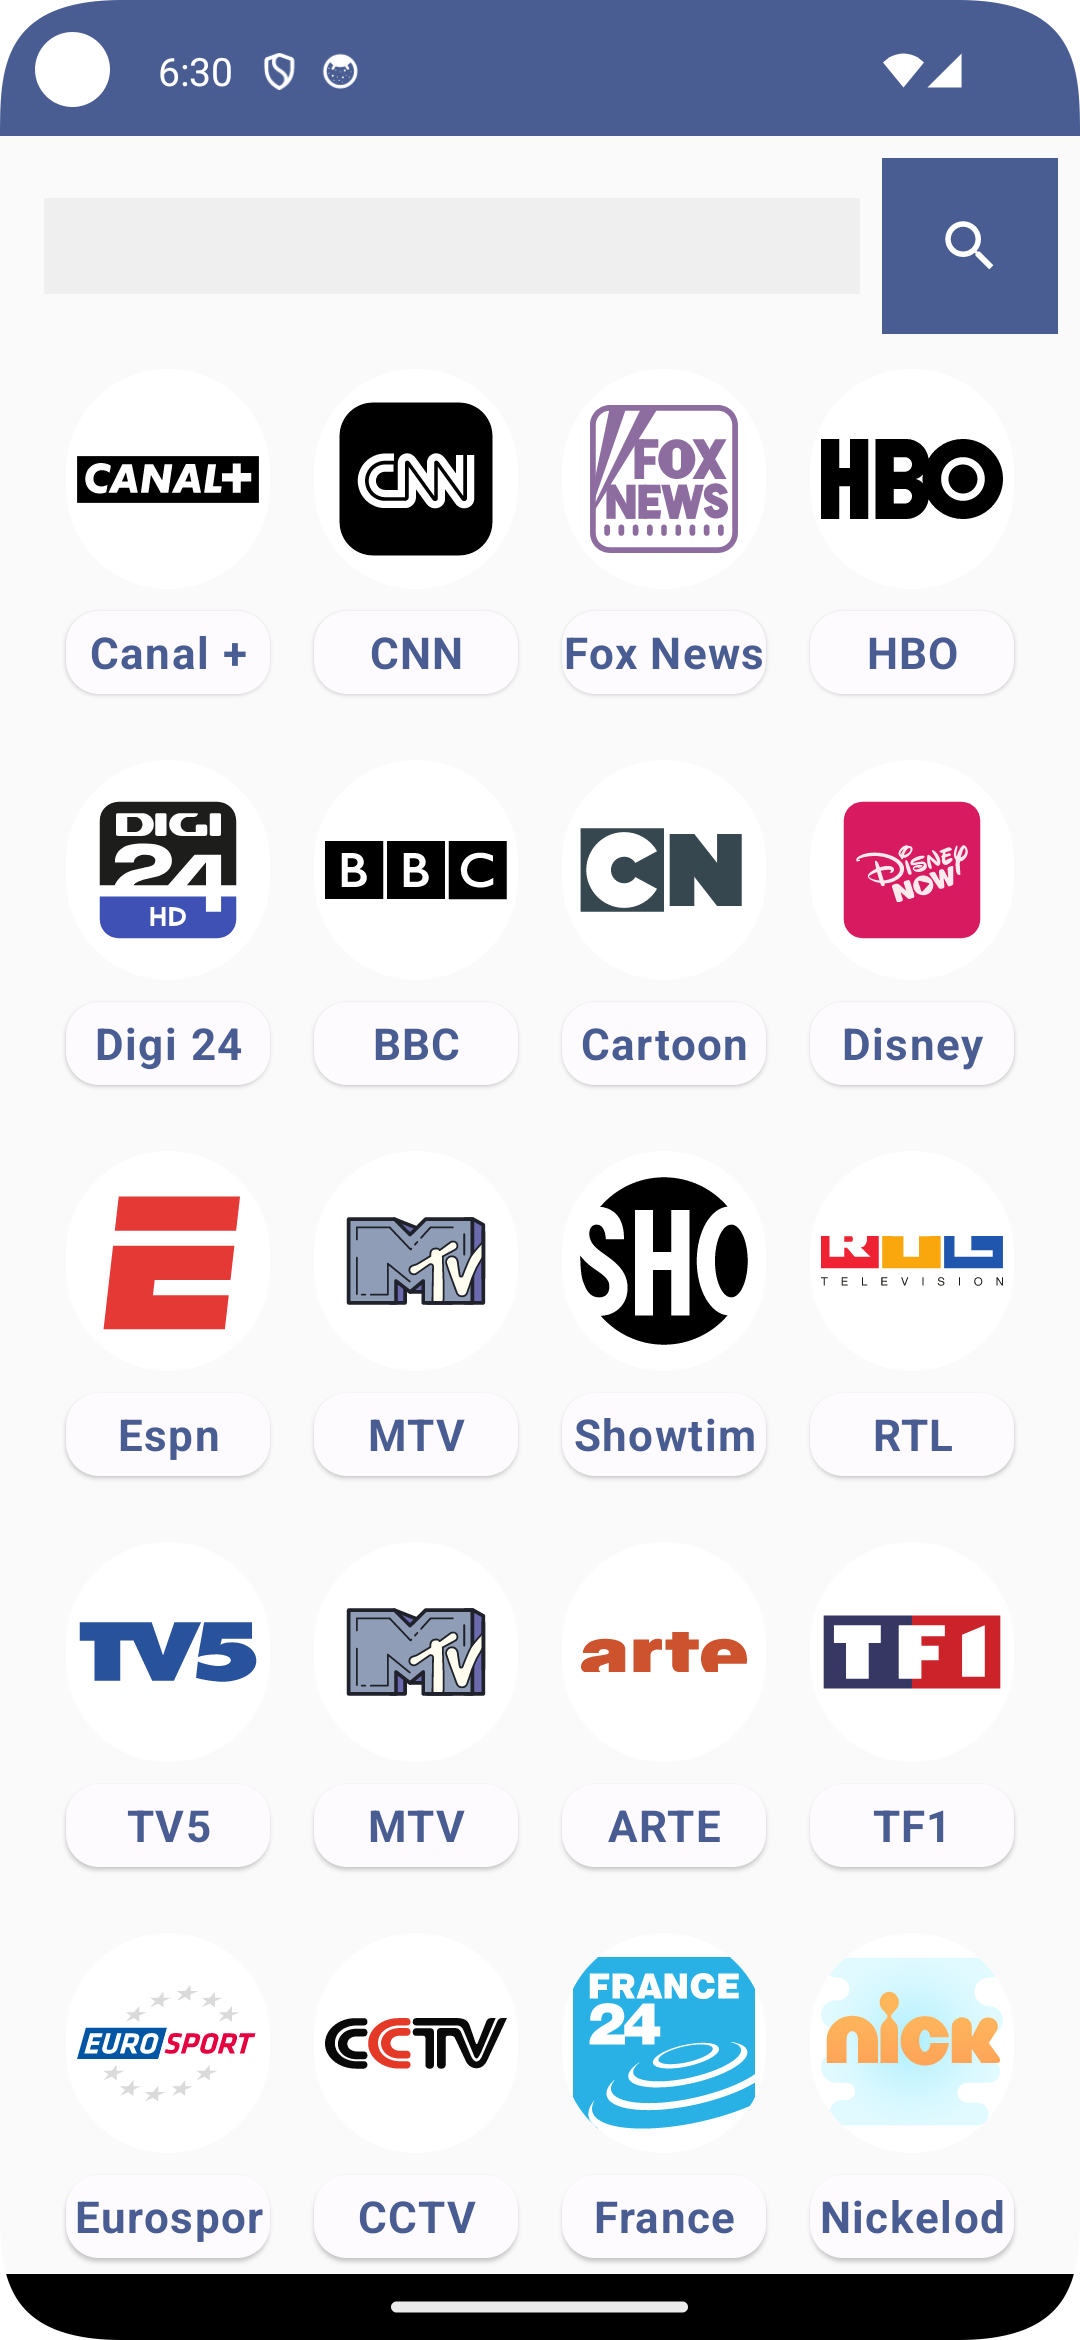 6:30
CANAL+
CNN
FOX
NEWS
HBO
Canal +
CNN
Fox News
HBO
DIGI
24
HD
BBC
CN
Disney
NOW
Digi 24
BBC
Cartoon
Disney
E
MTV
SHO
RTL
TELEVISION
Espn
MTV
Showtim
RTL
TV5
MTV
arte
TF1
TV5
MTV
ARTE
TF1
EUROSPORT
CCTV
FRANCE
24
nick
Eurospor
CCTV
France
Nickelod